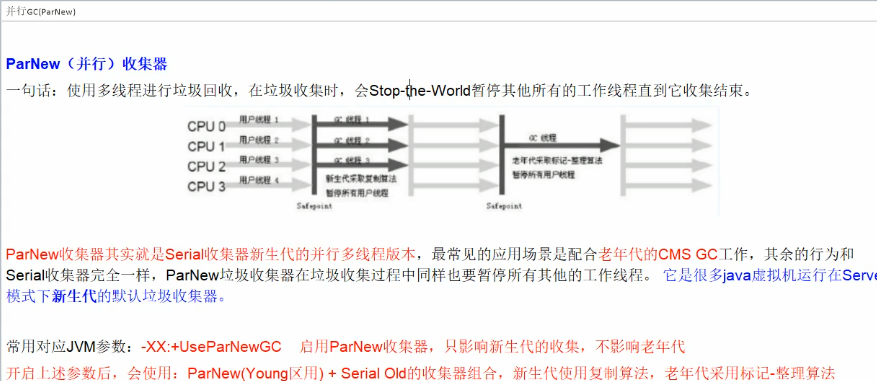 并行GC(ParNew)
ParNew（并行）收集器
一句话：使用多线程进行垃圾回收，在垃圾收集时，会Stop-the-World暂停其他所有的工作线程直到它收集结束。
CPU 0 用户线程 1 GC 线程 1
CPU 1 用户线程 2 GC 线程 2 GC 线程
CPU 2 用户线程 3 GC 线程 3 老年代采取标记-整理算法
CPU 3 用户线程 4 新生代采取复制算法 暂停所有用户线程
暂停所有用户线程
Safepoint Safepoint
ParNew收集器其实就是Serial收集器新生代的并行多线程版本，最常见的应用场景是配合老年代的CMS GC工作，其余的行为和
Serial收集器完全一样，ParNew垃圾收集器在垃圾收集过程中同样也要暂停所有其他的工作线程。 它是很多java虚拟机运行在Serve
模式下新生代的默认垃圾收集器。
常用对应JVM参数：-XX:+UseParNewGC 启用ParNew收集器，只影响新生代的收集，不影响老年代
开启上述参数后，会使用：ParNew(Young区用) + Serial Old的收集器组合，新生代使用复制算法，老年代采用标记-整理算法